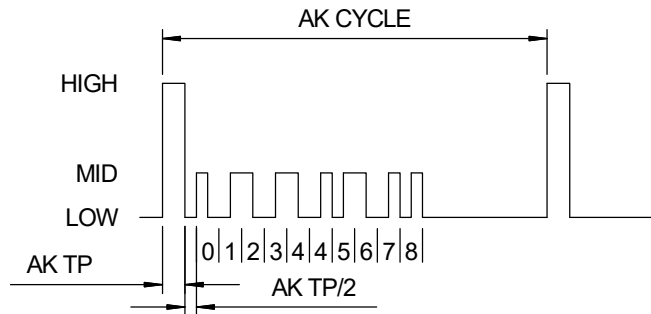 AK CYCLE
HIGH
MID
LOW
0 1 2 3 4 4 5 6 7 8
AK TP
AK TP/2